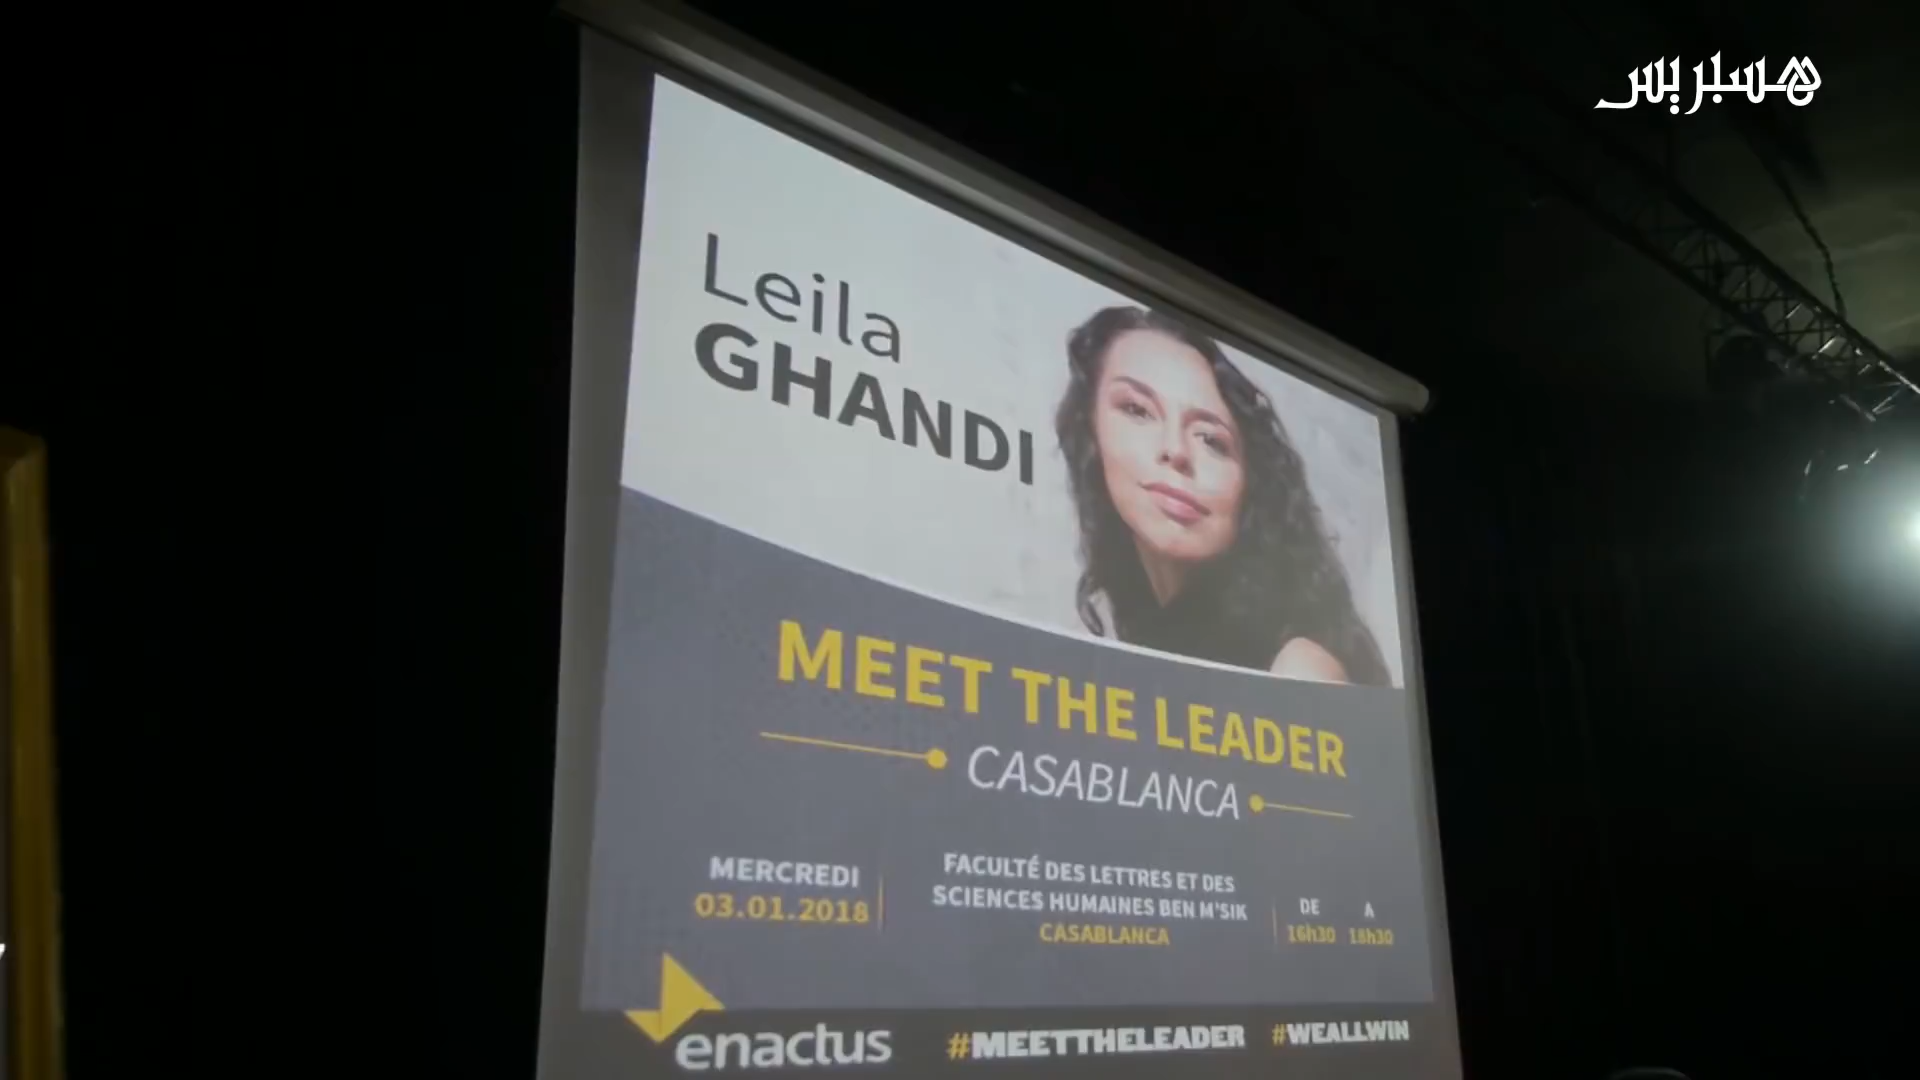 هسبريس
Leila
GHANDI
MEET THE LEADER
CASABLANCA
MERCREDI
03.01.2018
FACULTÉ DES LETTRES ET DES
SCIENCES HUMAINES BEN M'SIK
CASABLANCA
DE A
16h30 18h30
enactus
#MEETTHELEADER #WEALLWIN